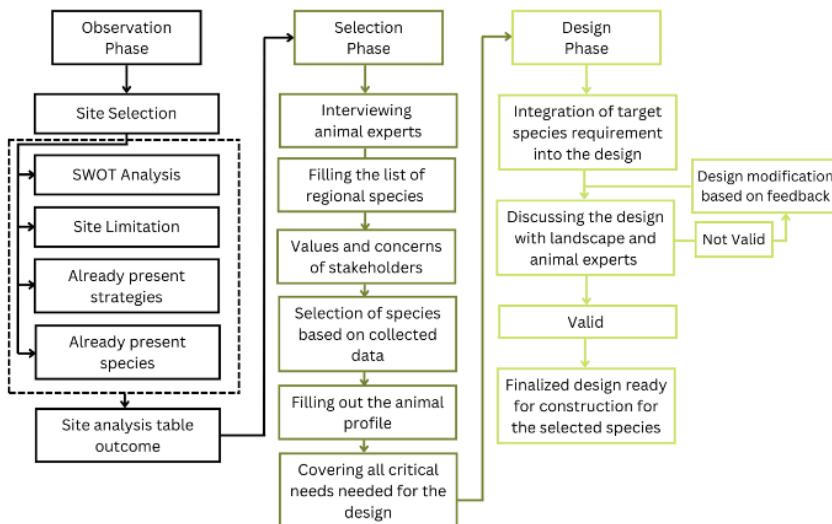 Observation
Phase
Site Selection
SWOT Analysis
Site Limitation
Already present
strategies
Already present
species
Site analysis table
outcome
Selection
Phase
Interviewing
animal experts
Filling the list of
regional species
Values and concerns
of stakeholders
Selection of species
based on collected
data
Filling out the animal
profile
Covering all critical
needs needed for the
design
Design
Phase
Integration of target
species requirement
into the design
Design modification
based on feedback
Discussing the design
with landscape and
animal experts
Not Valid
Valid
Finalized design ready
for construction for
the selected species